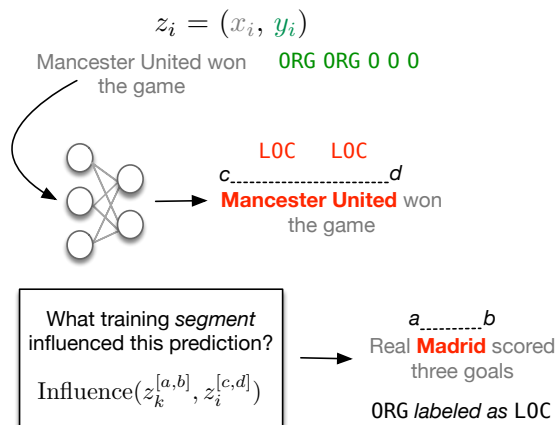 z_i = (x_i, y_i)
Mancester United won ORG ORG O O O
the game
LOC LOC
c d
Mancester United won
the game
What training segment
influenced this prediction?
Influence(z_k^{[a,b]}, z_i^{[c,d]})
a b
Real Madrid scored
three goals
ORG labeled as LOC